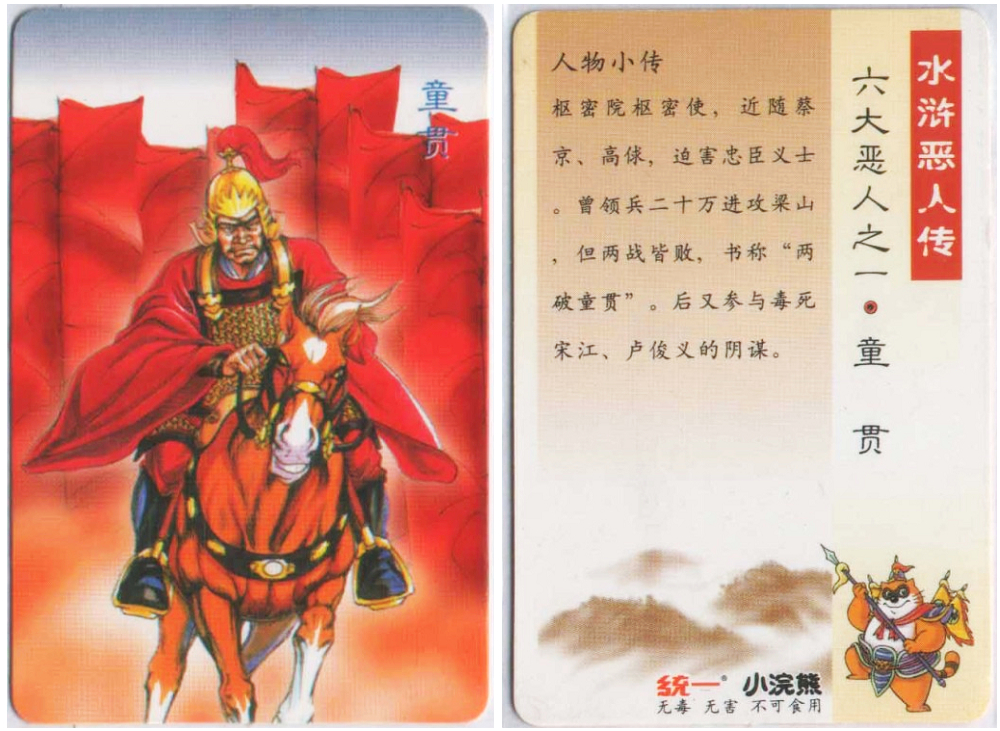 童贯
水浒恶人传
六大恶人之一·童贯
人物小传
枢密院枢密使，近随蔡
京、高俅，迫害忠臣义士
。曾领兵二十万进攻梁山
，但两战皆败，书称“两
破童贯”。后又参与毒死
宋江、卢俊义的阴谋。
统一® 小浣熊
无毒 无害 不可食用